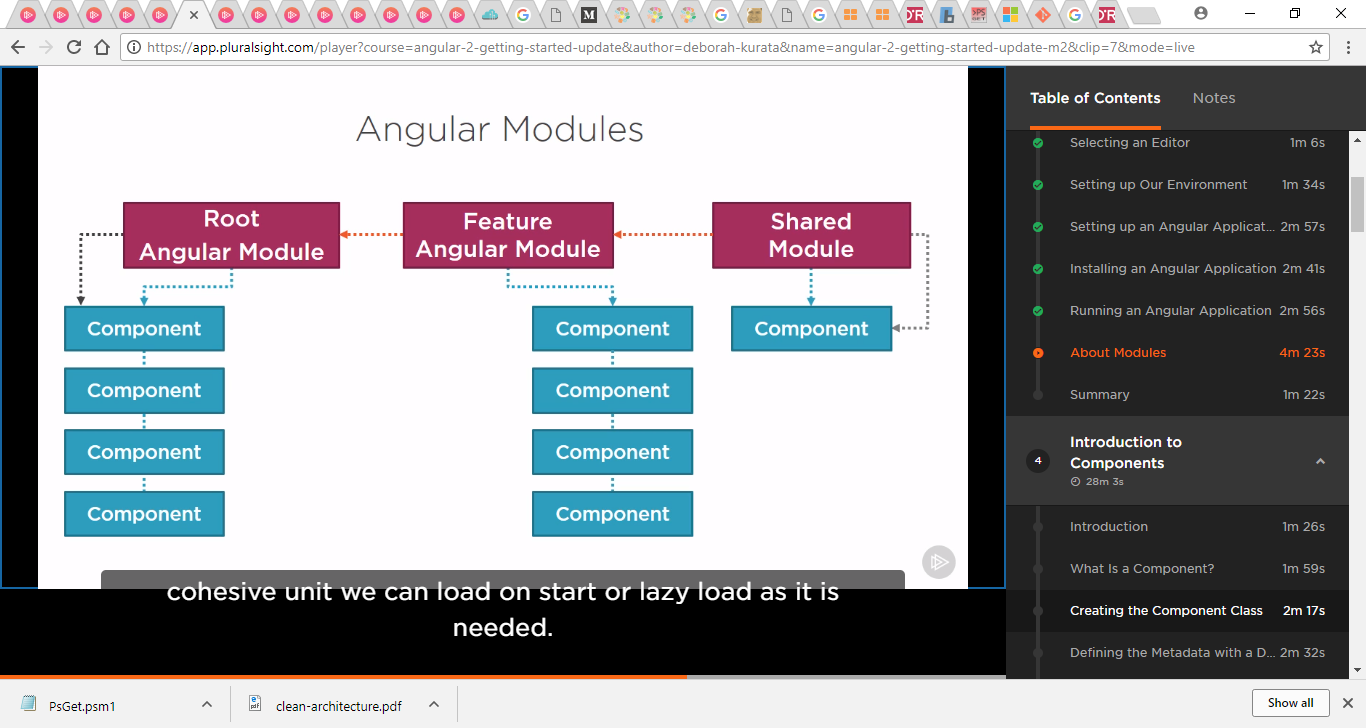 https://app.pluralsight.com/player?course=angular-2-getting-started-update&author=deborah-kurata&name=angular-2-getting-started-update-m2&clip=7&mode=live
Angular Modules
Root
Angular Module
Feature
Angular Module
Shared
Module
Component
Component
Component
Component
Component
Component
Component
Component
Component
cohesive unit we can load on start or lazy load as it is
needed.
Table of Contents
Notes
Selecting an Editor 1m 6s
Setting up Our Environment 1m 34s
Setting up an Angular Applicat... 2m 57s
Installing an Angular Application 2m 41s
Running an Angular Application 2m 56s
About Modules 4m 23s
Summary 1m 22s
4
Introduction to
Components
28m 3s
Introduction 1m 26s
What Is a Component? 1m 59s
Creating the Component Class 2m 17s
Defining the Metadata with a D... 2m 32s
PsGet.psm1
clean-architecture.pdf
Show all